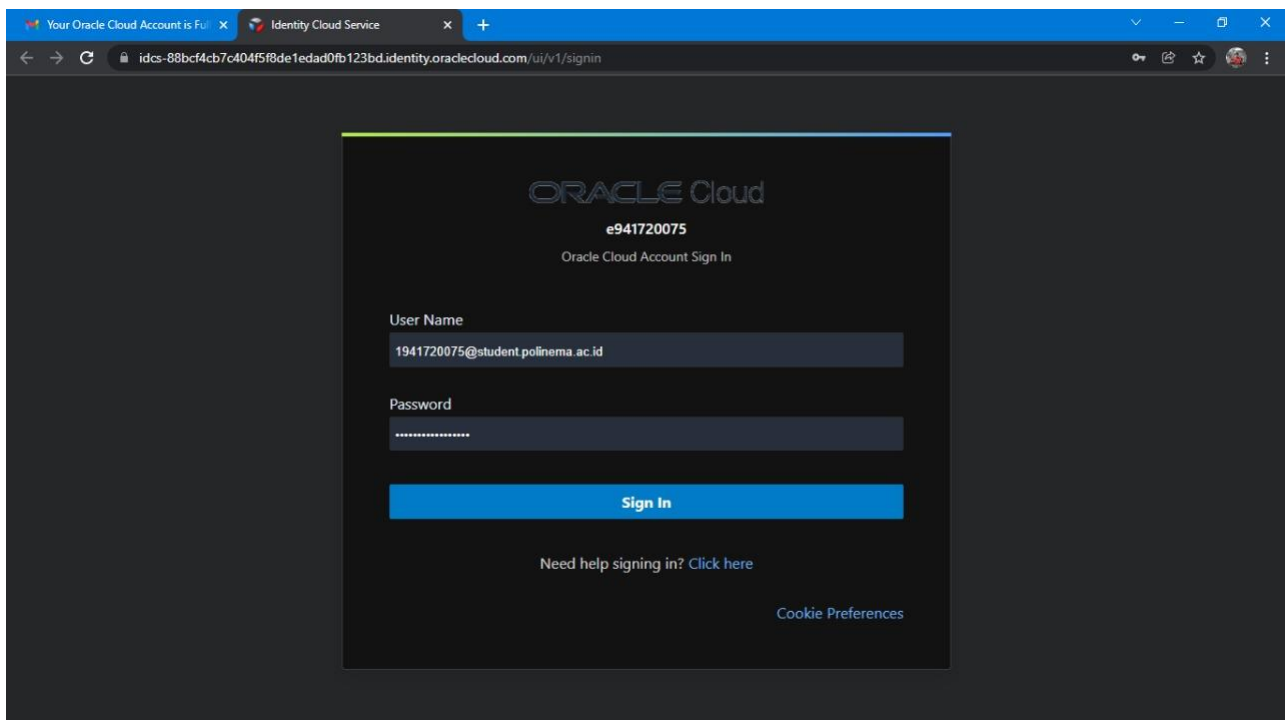 Your Oracle Cloud Account is Ful
Identity Cloud Service
idcs-88bcf4cb7c404f5f8de1edad0fb123bd.identity.oraclecloud.com/ui/v1/signin
ORACLE Cloud
e941720075
Oracle Cloud Account Sign In
User Name
1941720075@student.polinema.ac.id
Password
Sign In
Need help signing in? Click here
Cookie Preferences